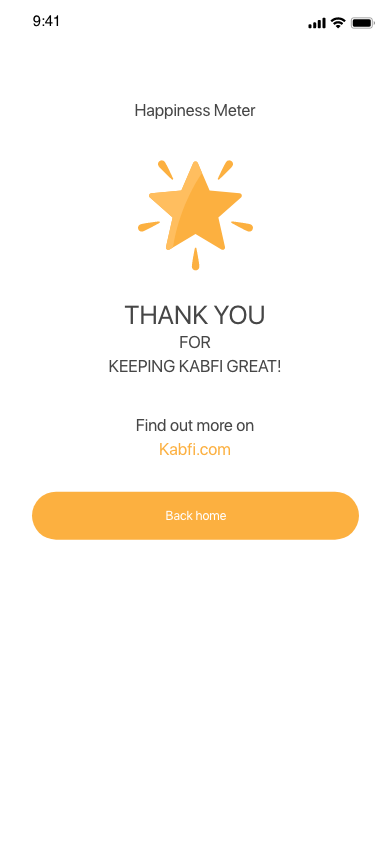 9:41
Happiness Meter
THANK YOU
FOR
KEEPING KABFI GREAT!
Find out more on
Kabfi.com
Back home